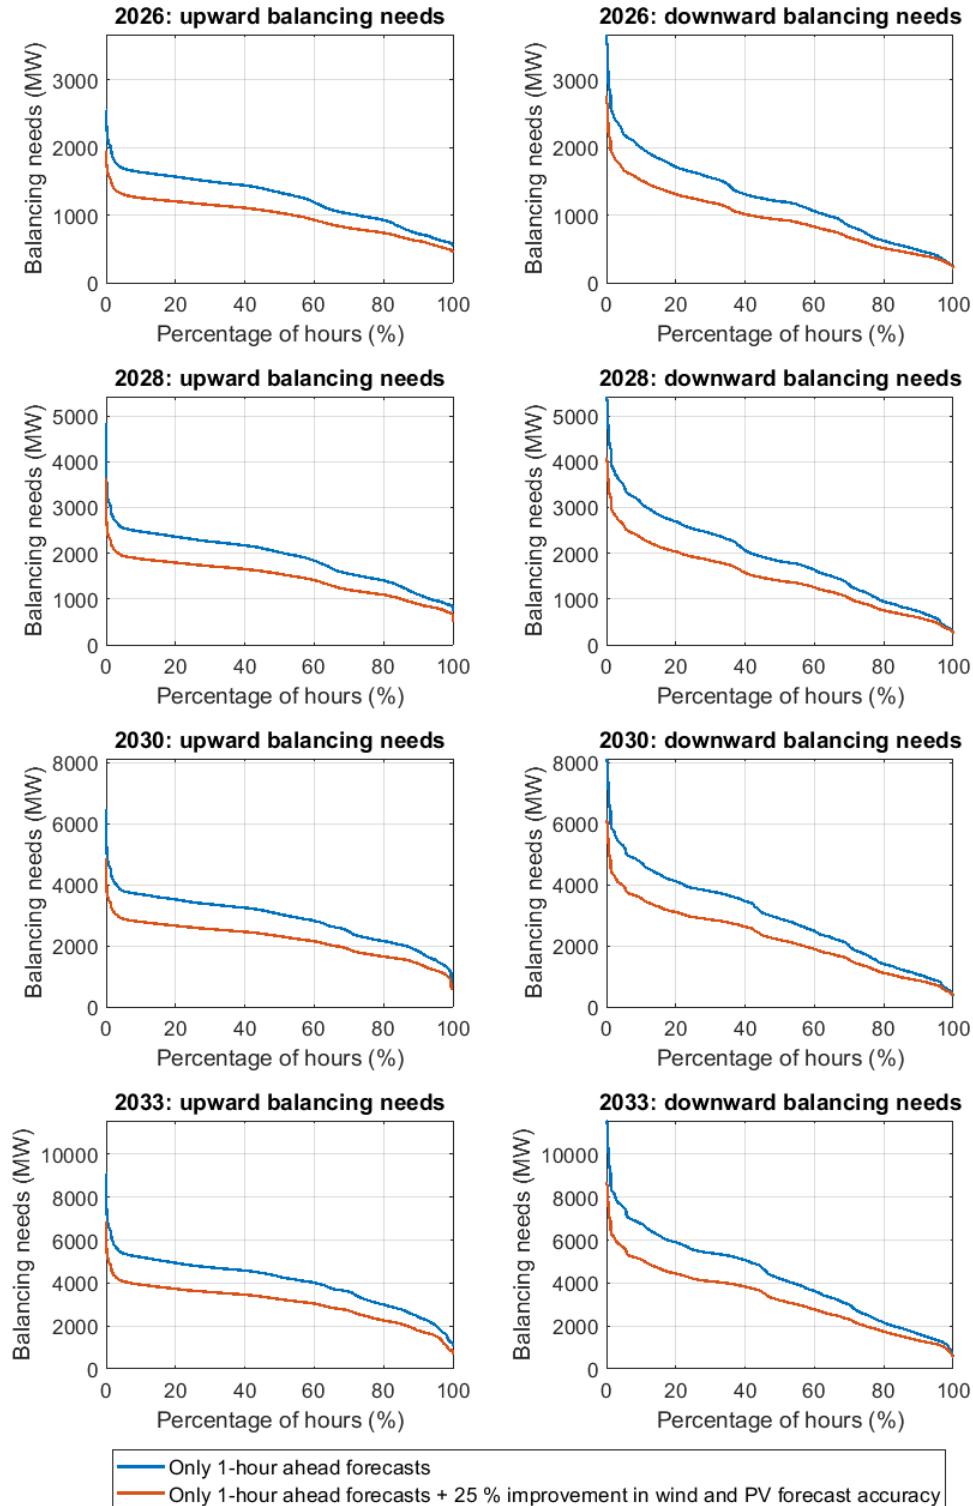 2026: upward balancing needs
Balancing needs (MW)
3000
2000
1000
0
0 20 40 60 80 100
Percentage of hours (%)
2026: downward balancing needs
Balancing needs (MW)
3000
2000
1000
0
0 20 40 60 80 100
Percentage of hours (%)
2028: upward balancing needs
Balancing needs (MW)
5000
4000
3000
2000
1000
0
0 20 40 60 80 100
Percentage of hours (%)
2028: downward balancing needs
Balancing needs (MW)
5000
4000
3000
2000
1000
0
0 20 40 60 80 100
Percentage of hours (%)
2030: upward balancing needs
Balancing needs (MW)
8000
6000
4000
2000
0
0 20 40 60 80 100
Percentage of hours (%)
2030: downward balancing needs
Balancing needs (MW)
8000
6000
4000
2000
0
0 20 40 60 80 100
Percentage of hours (%)
2033: upward balancing needs
Balancing needs (MW)
10000
8000
6000
4000
2000
0
0 20 40 60 80 100
Percentage of hours (%)
2033: downward balancing needs
Balancing needs (MW)
10000
8000
6000
4000
2000
0
0 20 40 60 80 100
Percentage of hours (%)
Only 1-hour ahead forecasts
Only 1-hour ahead forecasts + 25 % improvement in wind and PV forecast accuracy